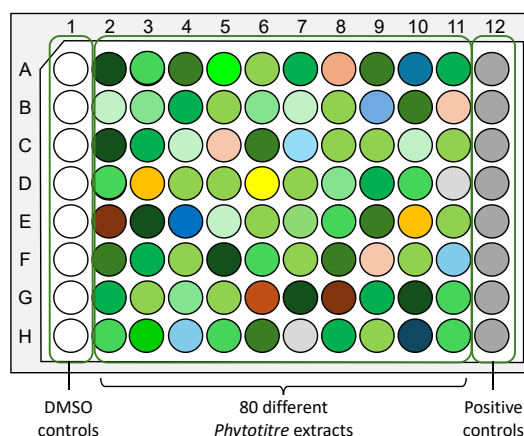 1 2 3 4 5 6 7 8 9 10 11 12
A
B
C
D
E
F
G
H
DMSO controls
80 different Phytotitre extracts
Positive controls